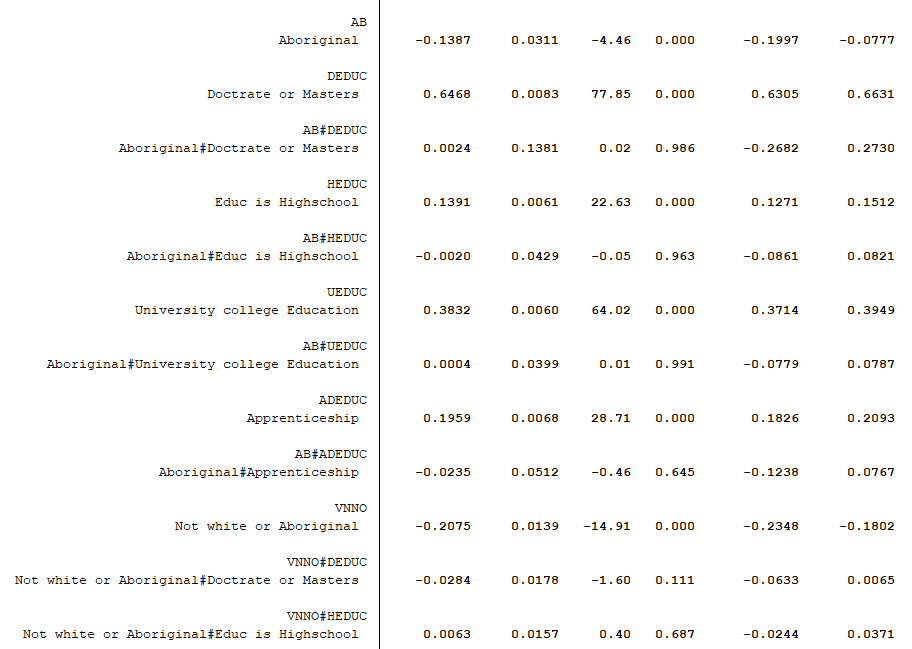 AB
Aboriginal -0.1387 0.0311 -4.46 0.000 -0.1997 -0.0777
DEDUC
Doctrate or Masters 0.6468 0.0083 77.85 0.000 0.6305 0.6631
AB#DEDUC
Aboriginal#Doctrate or Masters 0.0024 0.1381 0.02 0.986 -0.2682 0.2730
HEDUC
Educ is Highschool 0.1391 0.0061 22.63 0.000 0.1271 0.1512
AB#HEDUC
Aboriginal#Educ is Highschool -0.0020 0.0429 -0.05 0.963 -0.0861 0.0821
UEDUC
University college Education 0.3832 0.0060 64.02 0.000 0.3714 0.3949
AB#UEDUC
Aboriginal#University college Education 0.0004 0.0399 0.01 0.991 -0.0779 0.0787
ADEDUC
Apprenticeship 0.1959 0.0068 28.71 0.000 0.1826 0.2093
AB#ADEDUC
Aboriginal#Apprenticeship -0.0235 0.0512 -0.46 0.645 -0.1238 0.0767
VNNO
Not white or Aboriginal -0.2075 0.0139 -14.91 0.000 -0.2348 -0.1802
VNNO#DEDUC
Not white or Aboriginal#Doctrate or Masters -0.0284 0.0178 -1.60 0.111 -0.0633 0.0065
VNNO#HEDUC
Not white or Aboriginal#Educ is Highschool 0.0063 0.0157 0.40 0.687 -0.0244 0.0371